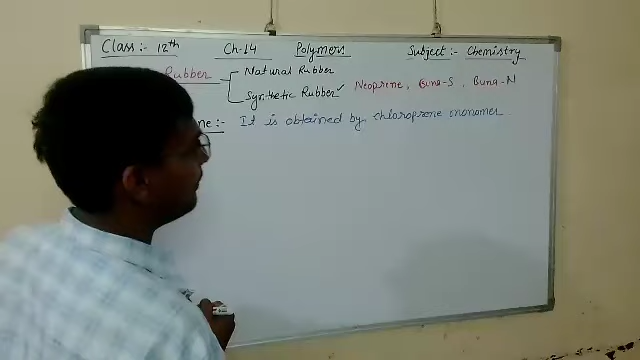 Class:- 12th Ch-14 Polymers Subject:- Chemistry
Rubber Natural Rubber
Synthetic Rubber✓ Neoprene, Buna-S, Buna-N
ne:- It is obtained by chloroprene monomer